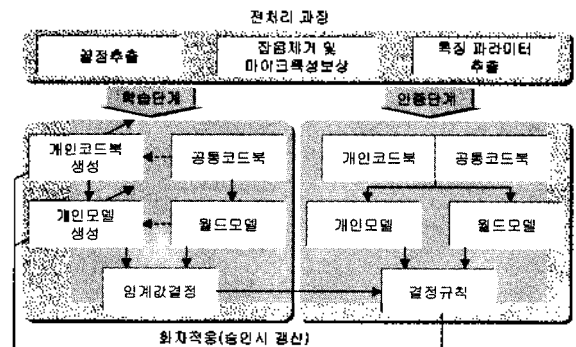 전처리 과정
끝점추출
잡음제거 및
마이크특성보상
특징 파라미터
추출
학습단계
인증단계
개인코드북
생성
공통코드북
개인코드북
공통코드북
개인모델
생성
월드모델
개인모델
월드모델
임계값결정
결정규칙
화자적응(승인시 갱신)